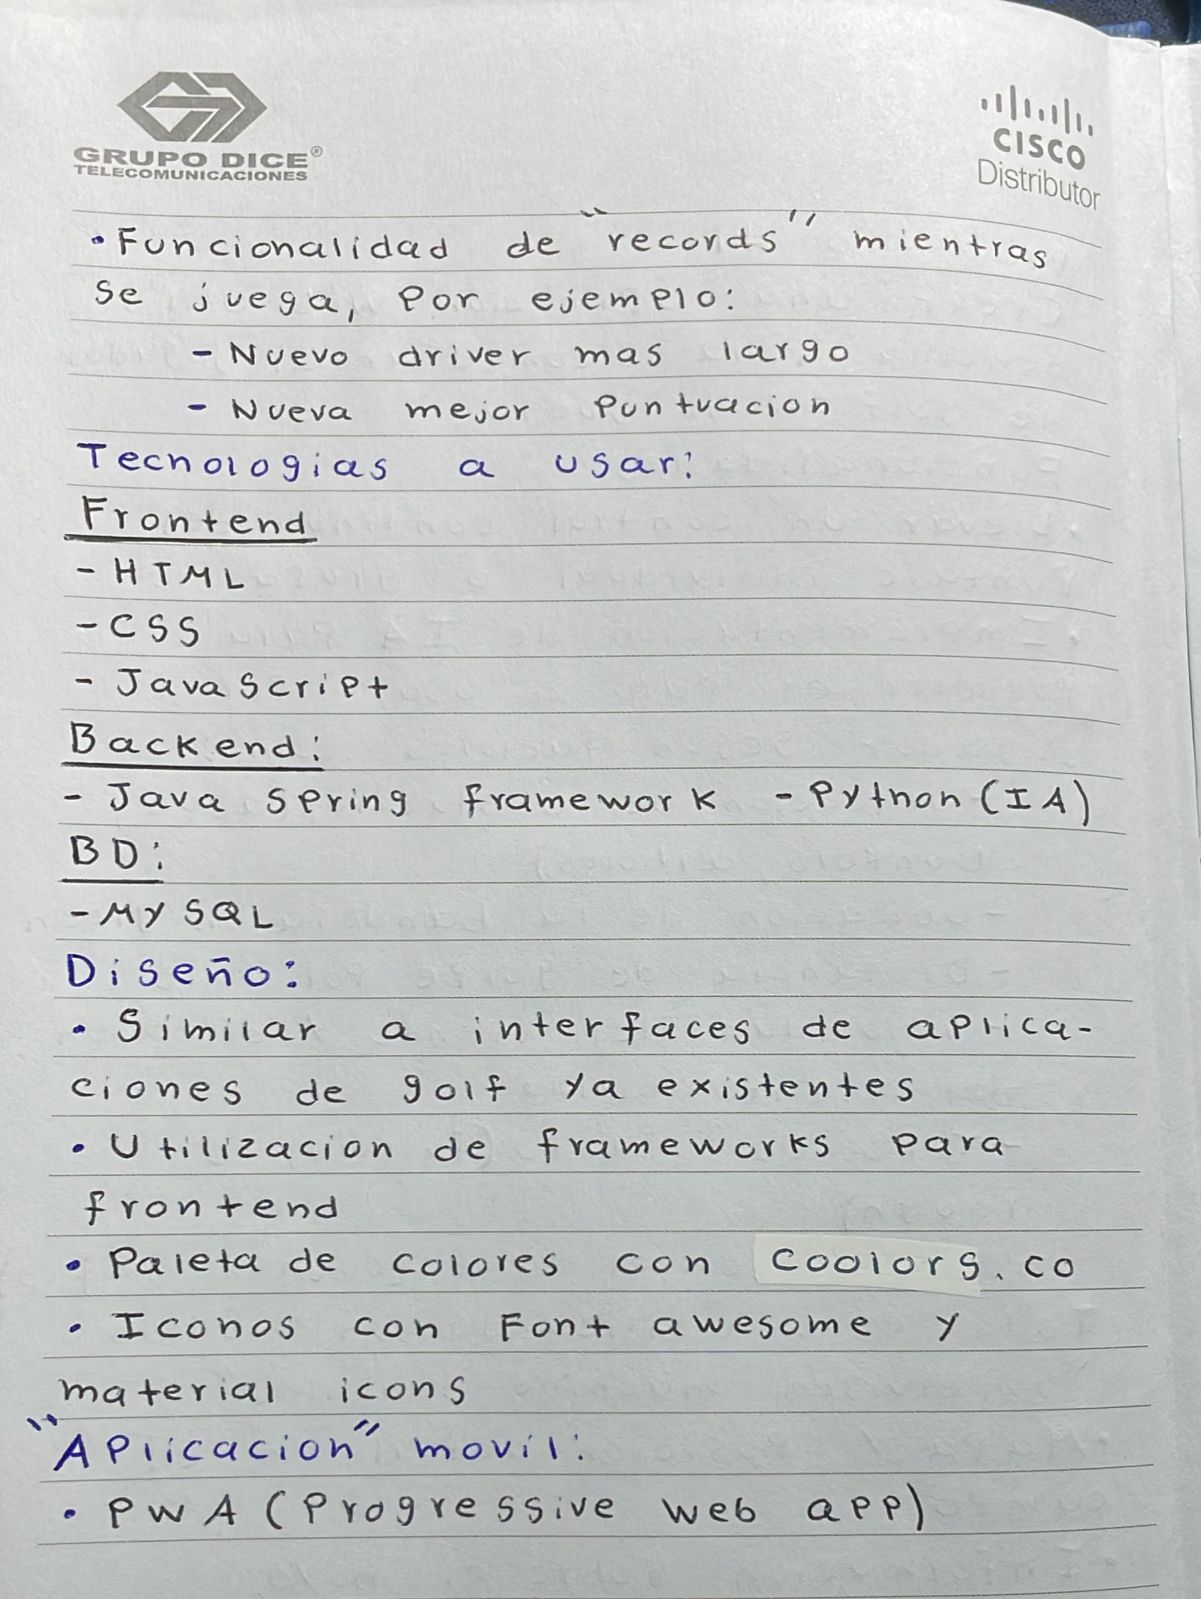 GRUPO DICE®
TELECOMUNICACIONES
CISCO
Distributor
• Funcionalidad de "records" mientras
se juega, por ejemplo:
- Nuevo driver mas largo
- Nueva mejor puntuacion
Tecnologias a usar:
Frontend
- HTML
- CSS
- JavaScript
Backend:
- Java Spring framework - Python (IA)
BD:
- MySQL
Diseño:
• Similar a interfaces de aplica-
ciones de golf ya existentes
• Utilizacion de frameworks para
frontend
• Paleta de colores con coolors.co
• Iconos con Font awesome y
material icons
"Aplicacion" movil:
• PWA (Progressive web app)